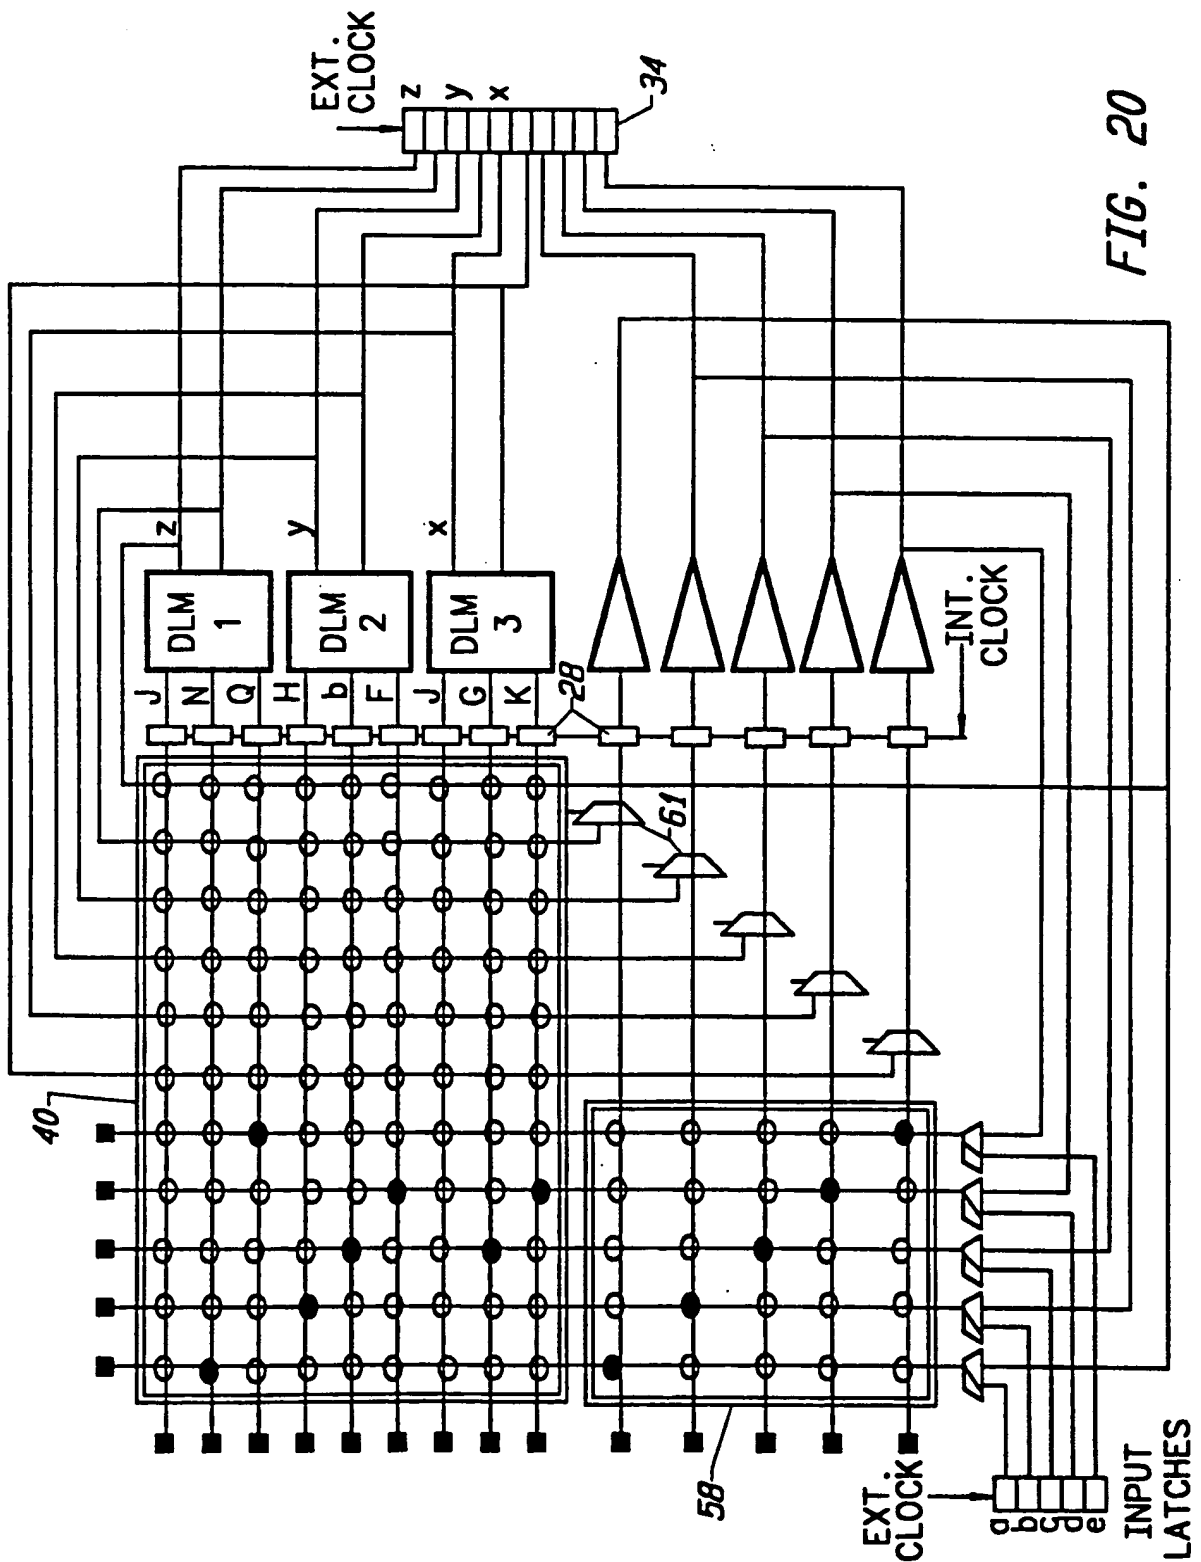 EXT.
CLOCK
z
y
x
34
FIG. 20
z
y
x
DLM
1
DLM
2
DLM
3
J
N
Q
H
b
F
J
G
K
28
INT.
CLOCK
61
40
58
EXT.
CLOCK
a
b
c
d
e
INPUT
LATCHES